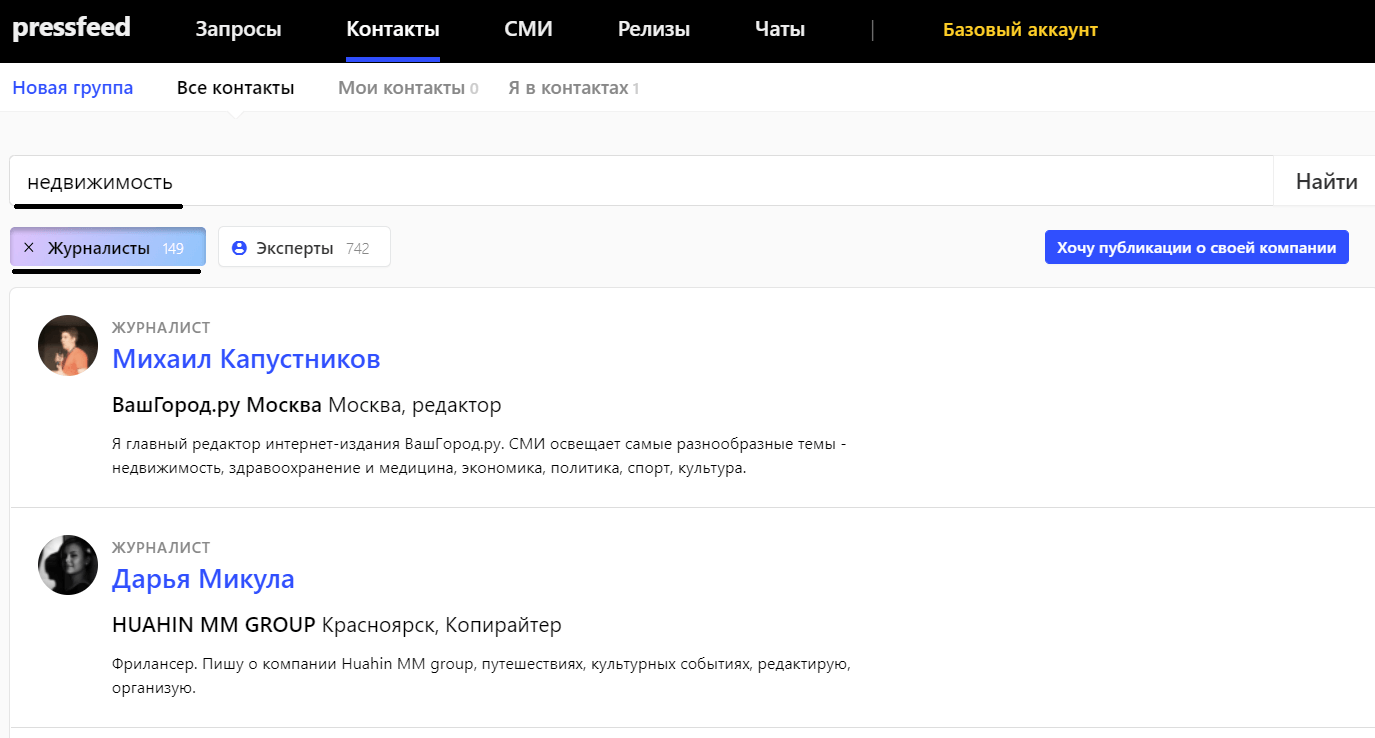 pressfeed Запросы Контакты СМИ Релизы Чаты | Базовый аккаунт
Новая группа Все контакты Мои контакты 0 Я в контактах 1
недвижимость Найти
× Журналисты 149 Эксперты 742 Хочу публикации о своей компании
ЖУРНАЛИСТ
Михаил Капустников
ВашГород.ру Москва Москва, редактор
Я главный редактор интернет-издания ВашГород.ру. СМИ освещает самые разнообразные темы -
недвижимость, здравоохранение и медицина, экономика, политика, спорт, культура.
ЖУРНАЛИСТ
Дарья Микула
HUAHIN MM GROUP Красноярск, Копирайтер
Фрилансер. Пишу о компании Huahin MM group, путешествиях, культурных событиях, редактирую,
организую.